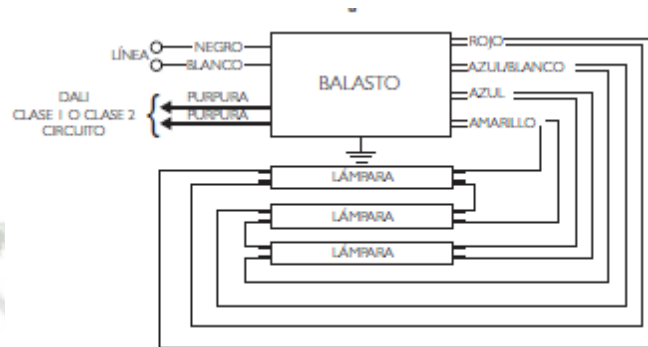 LÍNEA
NEGRO
BLANCO
DALI
CLASE 1 O CLASE 2
CIRCUITO
PURPURA
PURPURA
BALASTO
ROJO
AZUL/BLANCO
AZUL
AMARILLO
LÁMPARA
LÁMPARA
LÁMPARA